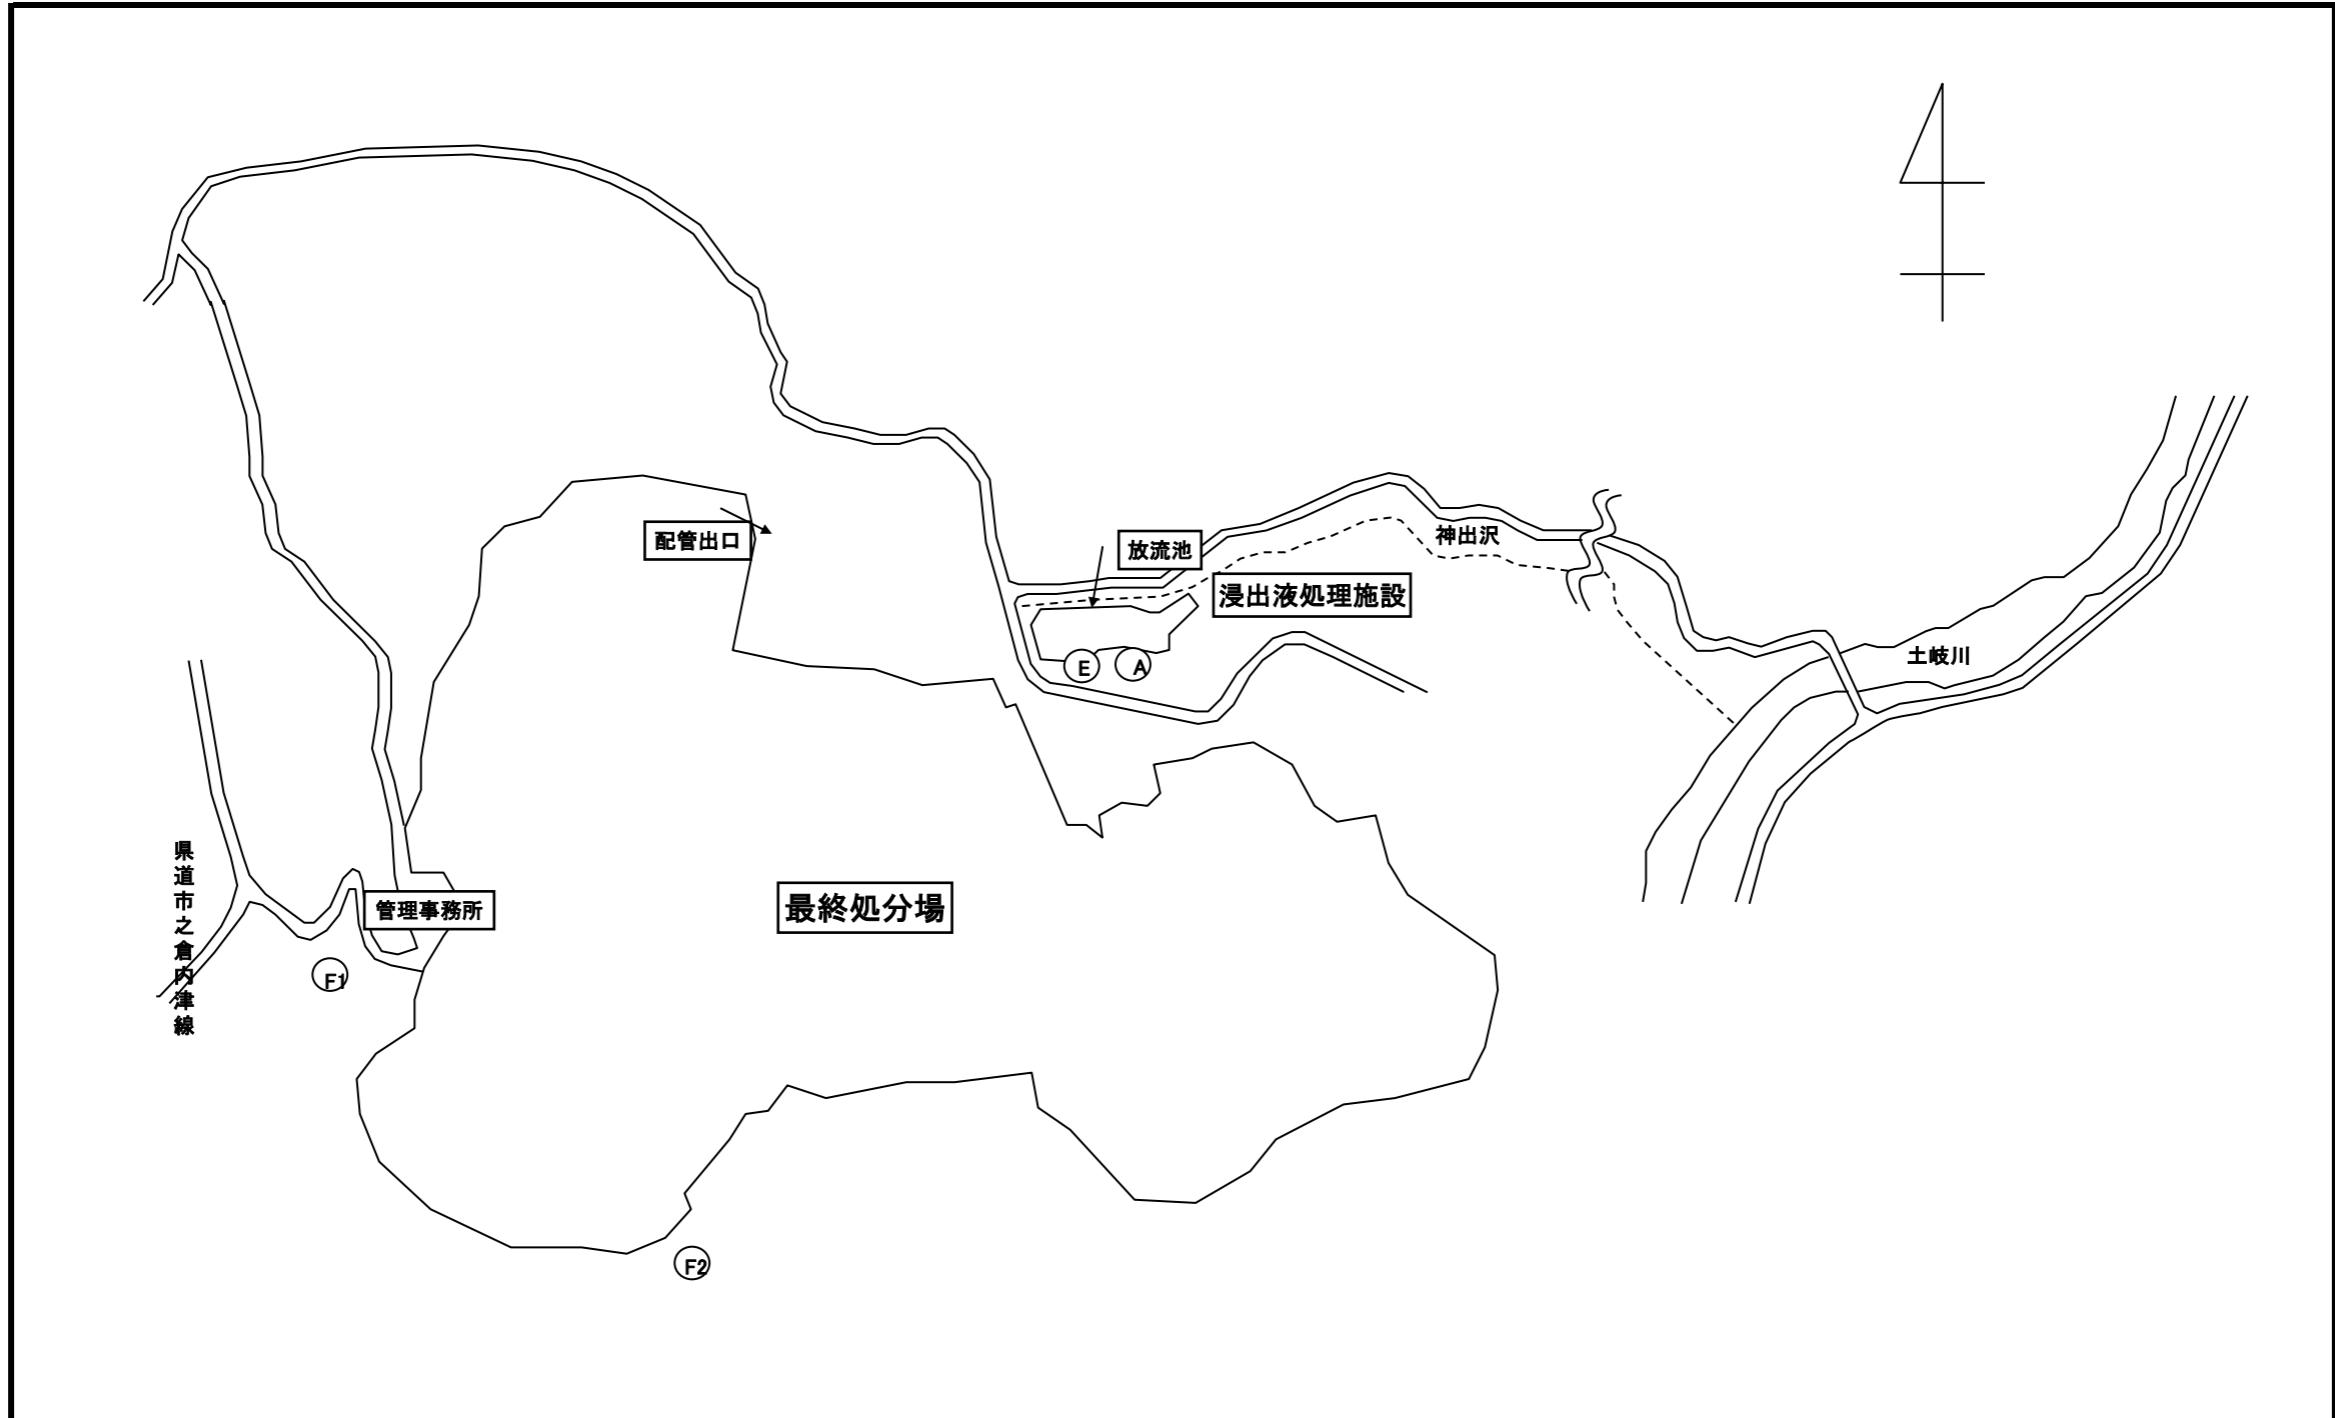 神出沢
配管出口
放流池
浸出液処理施設
土岐川
E
A
県道市之倉内津線
管理事務所
最終処分場
F1
F2